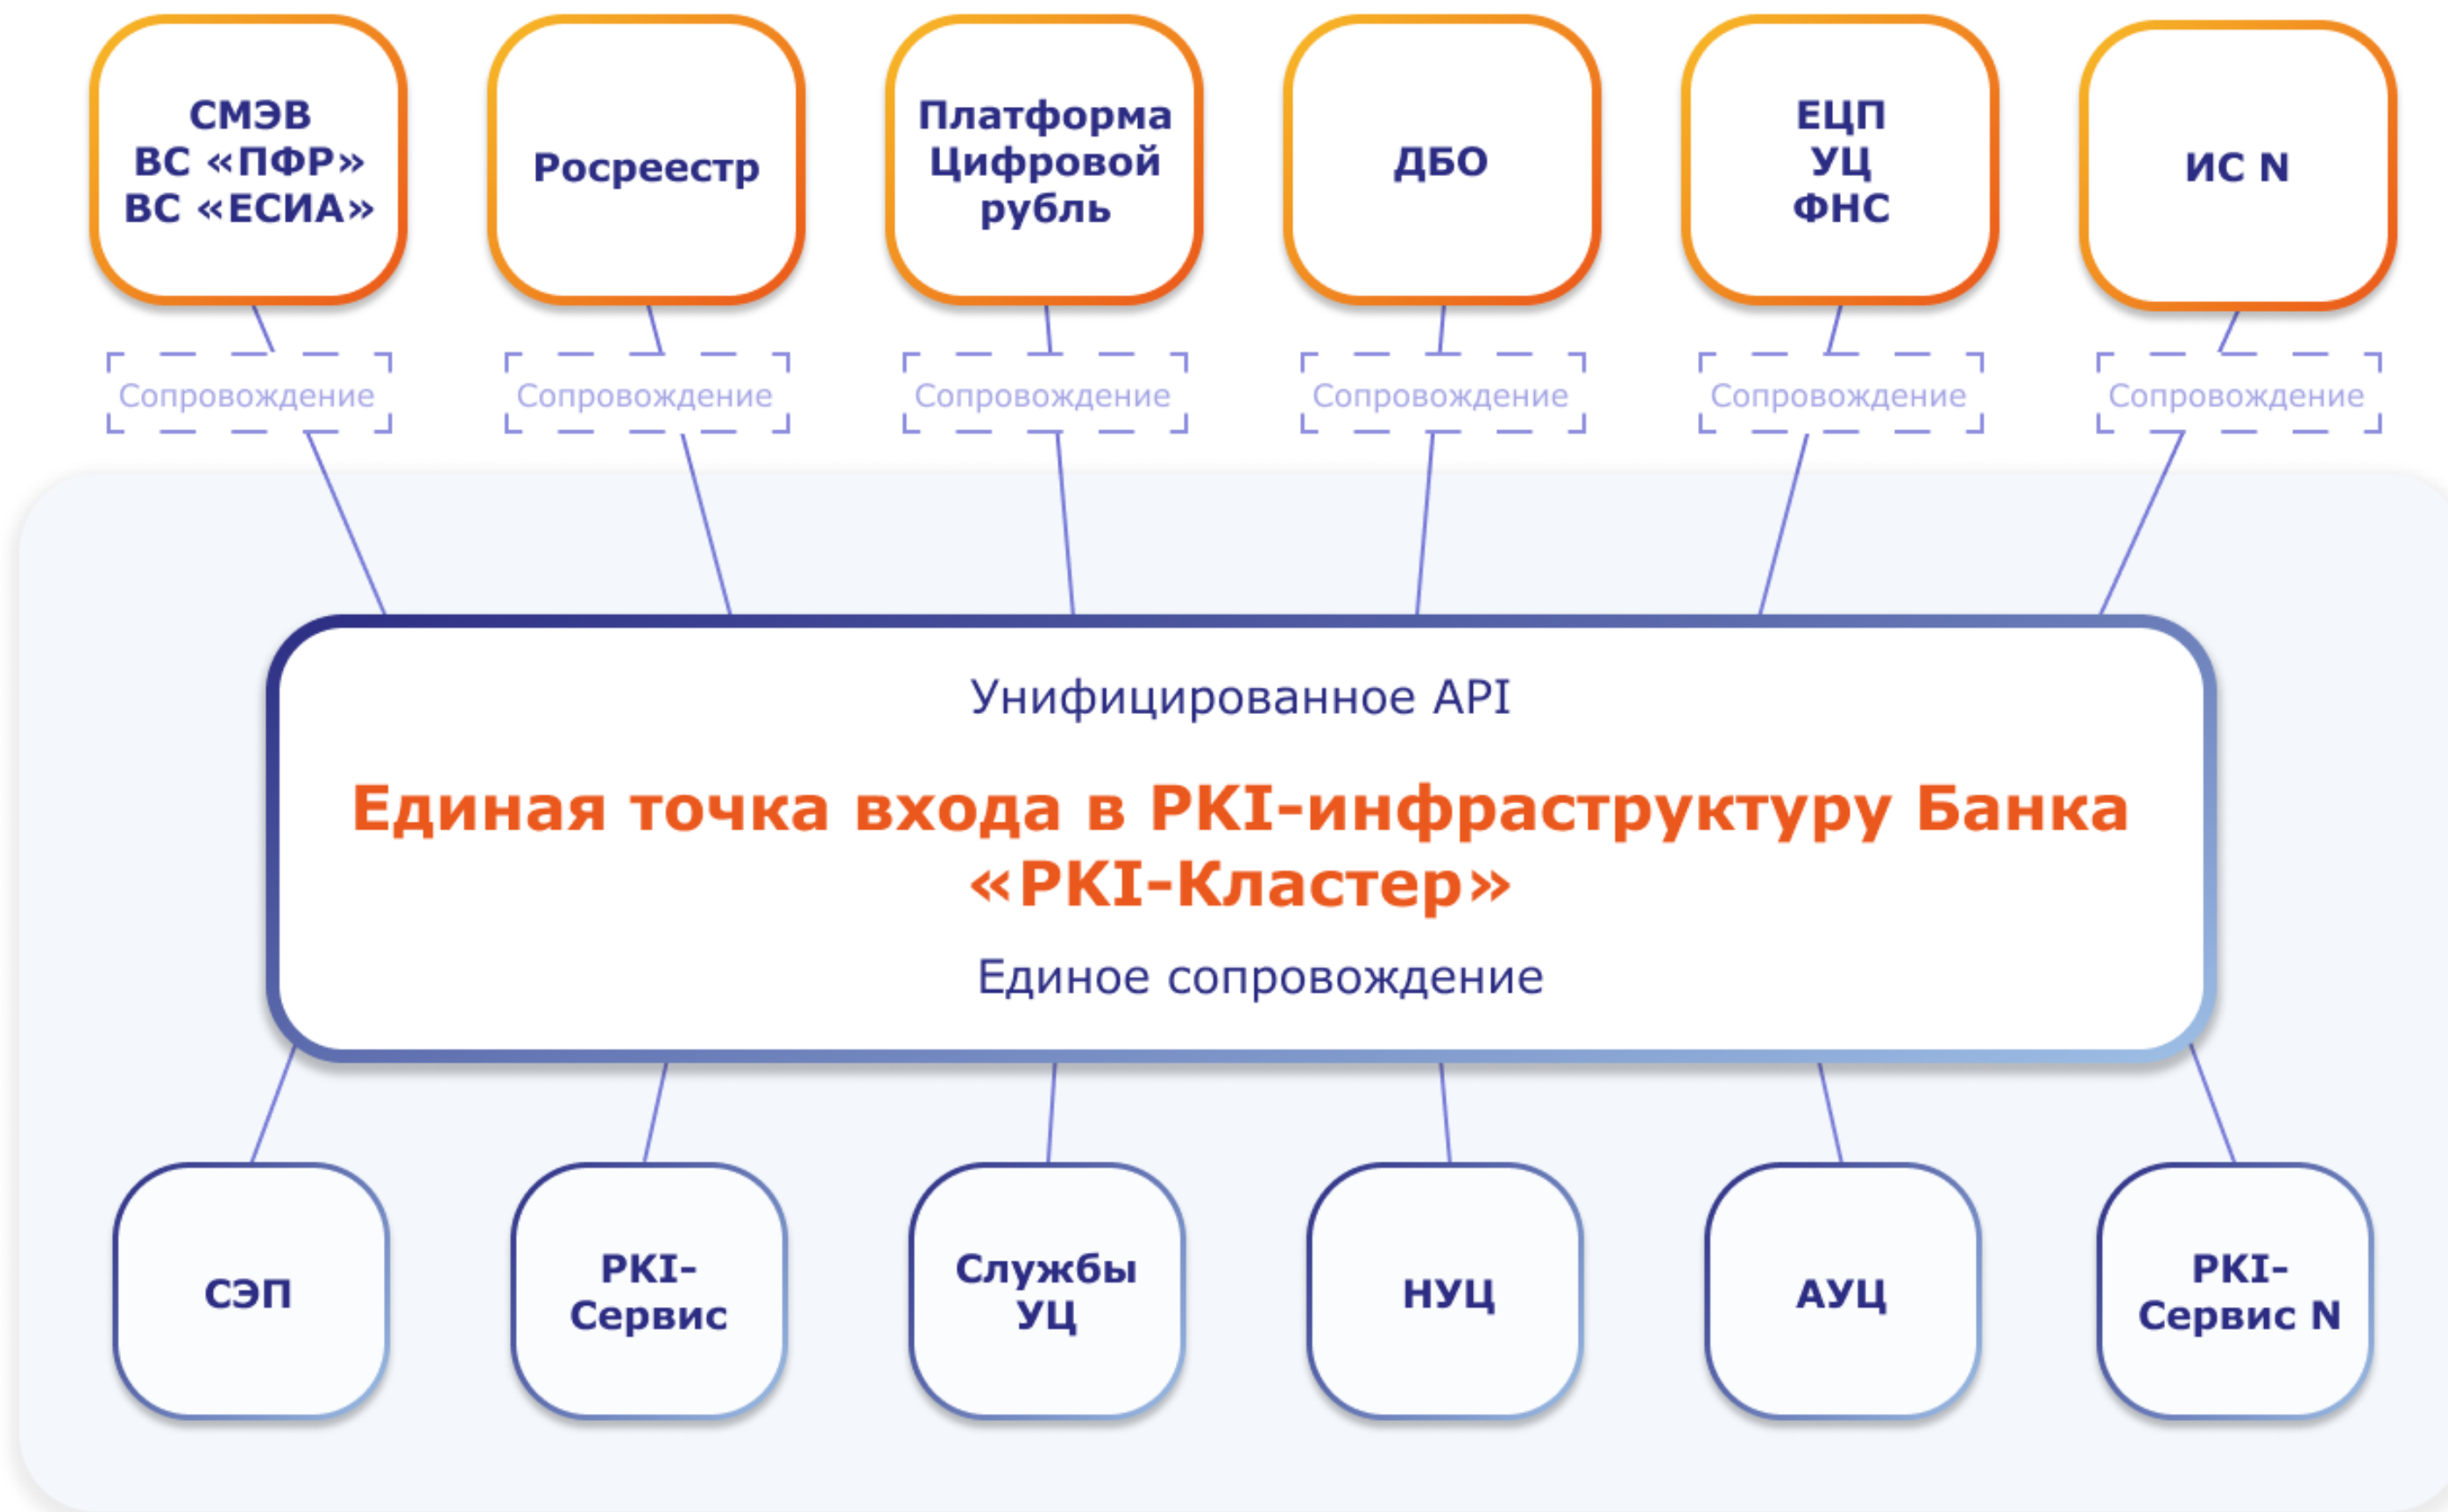 СМЭВ
ВС «ПФР»
ВС «ЕСИА»
Росреестр
Платформа
Цифровой
рубль
ДБО
ЕЦП
УЦ
ФНС
ИС N
Сопровождение
Сопровождение
Сопровождение
Сопровождение
Сопровождение
Сопровождение
Унифицированное API
Единая точка входа в PKI-инфраструктуру Банка
«PKI-Кластер»
Единое сопровождение
СЭП
PKI-
Сервис
Службы
УЦ
НУЦ
АУЦ
PKI-
Сервис N